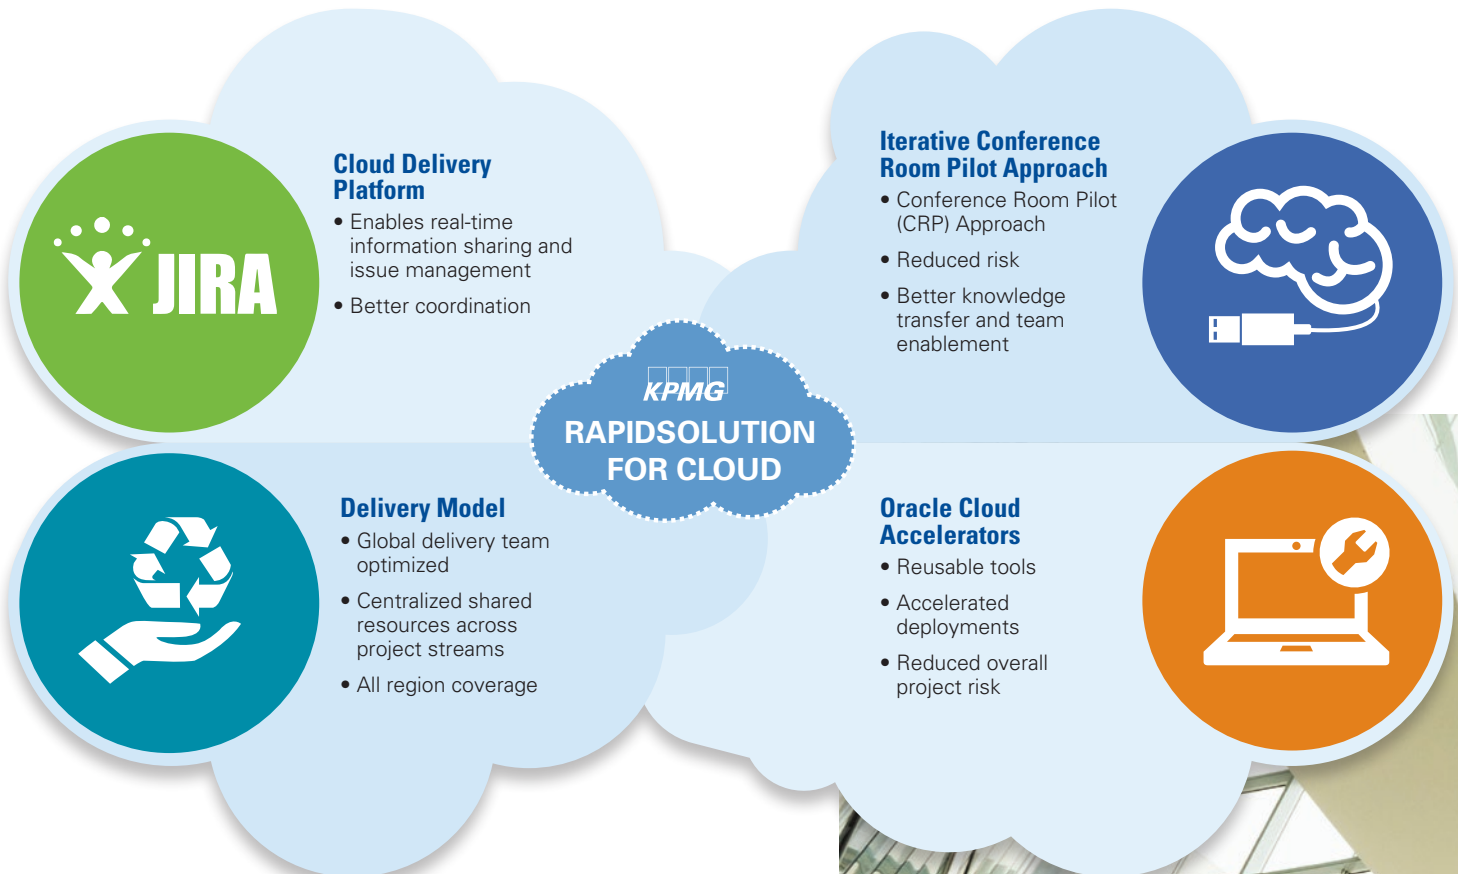 JIRA
Cloud Delivery
Platform
• Enables real-time
information sharing and
issue management
• Better coordination
Iterative Conference
Room Pilot Approach
• Conference Room Pilot
(CRP) Approach
• Reduced risk
• Better knowledge
transfer and team
enablement
KPMG
RAPIDSOLUTION
FOR CLOUD
Delivery Model
• Global delivery team
optimized
• Centralized shared
resources across
project streams
• All region coverage
Oracle Cloud
Accelerators
• Reusable tools
• Accelerated
deployments
• Reduced overall
project risk